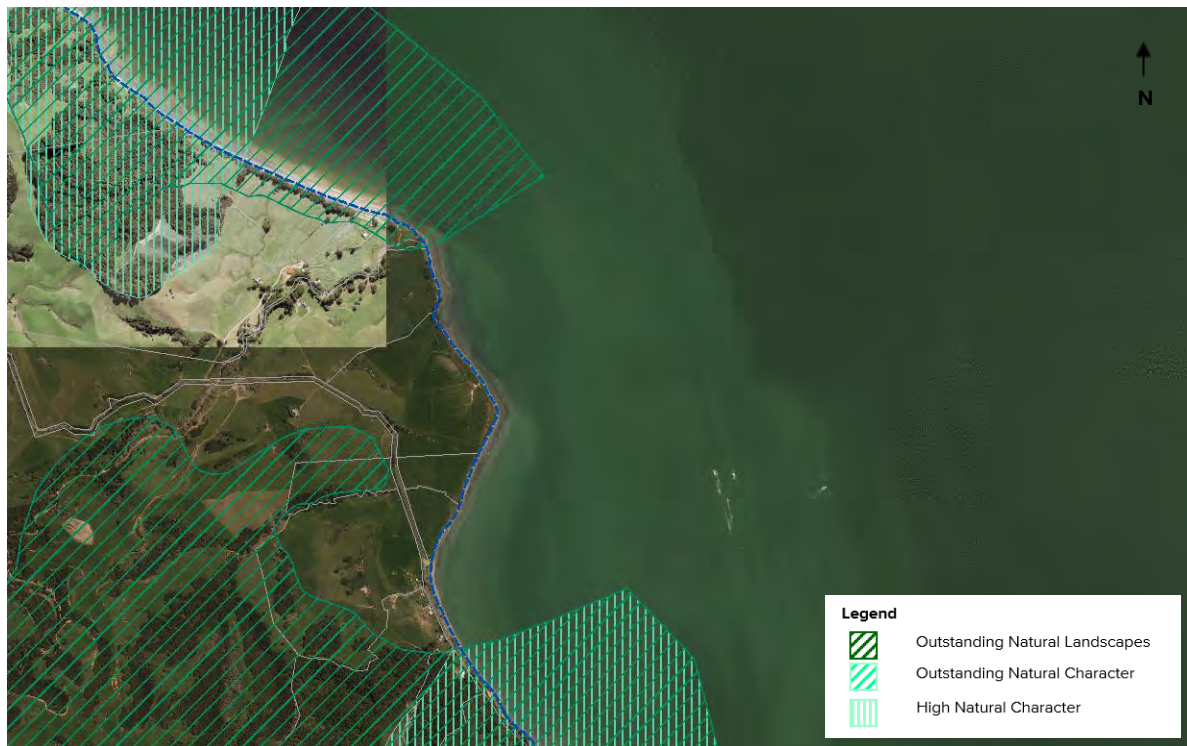 N
Legend
Outstanding Natural Landscapes
Outstanding Natural Character
High Natural Character